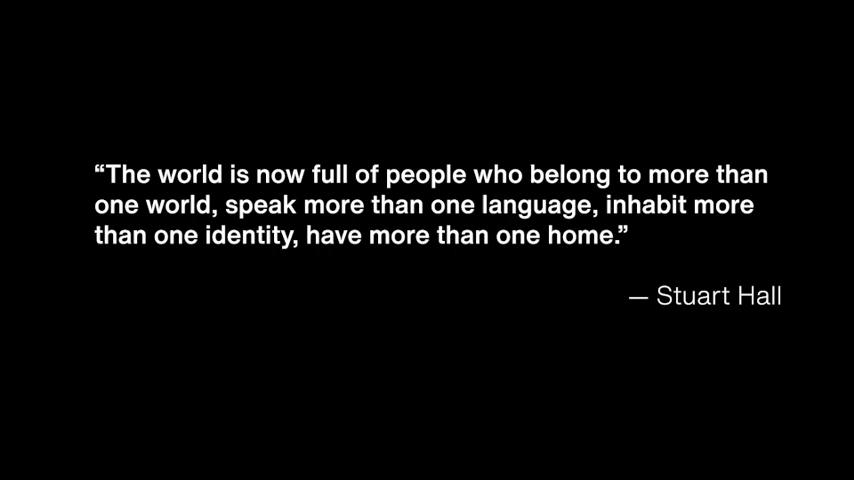 “The world is now full of people who belong to more than
one world, speak more than one language, inhabit more
than one identity, have more than one home.”
— Stuart Hall